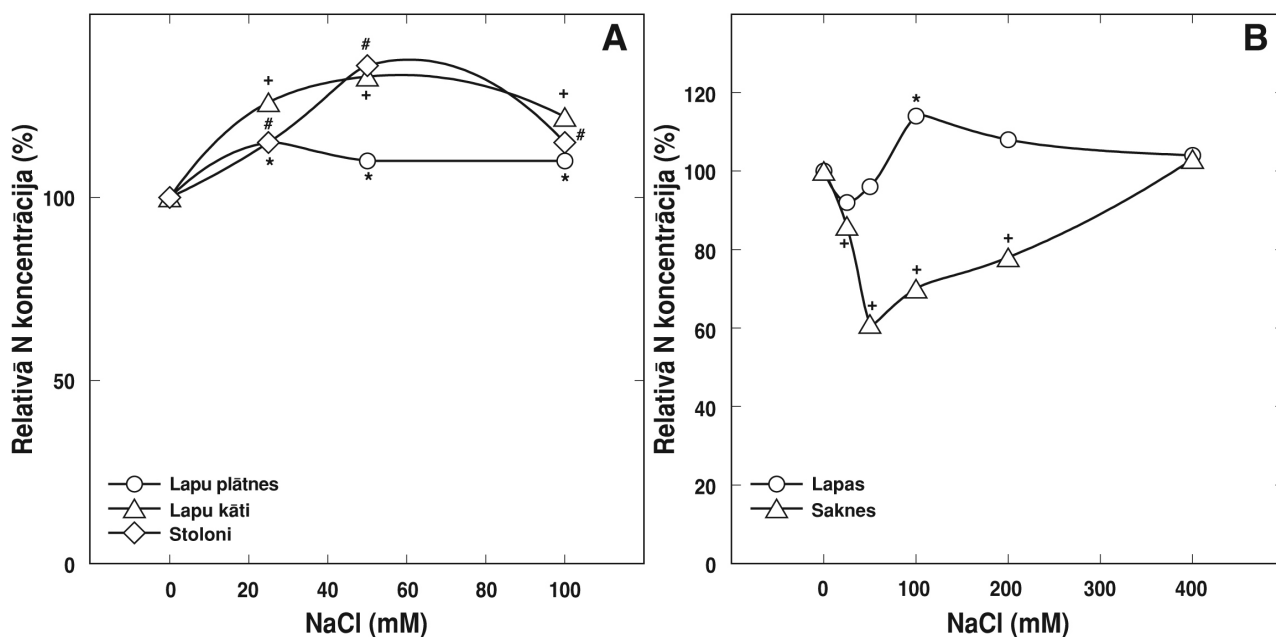 A
Relatīvā N koncentrācija (%)
100
50
0
+
#
*
#
+
*
+
#
*
Lapu plātnes
Lapu kāti
Stoloni
0 20 40 60 80 100
NaCl (mM)
B
Relatīvā N koncentrācija (%)
120
100
80
60
40
20
0
*
+
+
+
+
Lapas
Saknes
0 100 200 300 400
NaCl (mM)